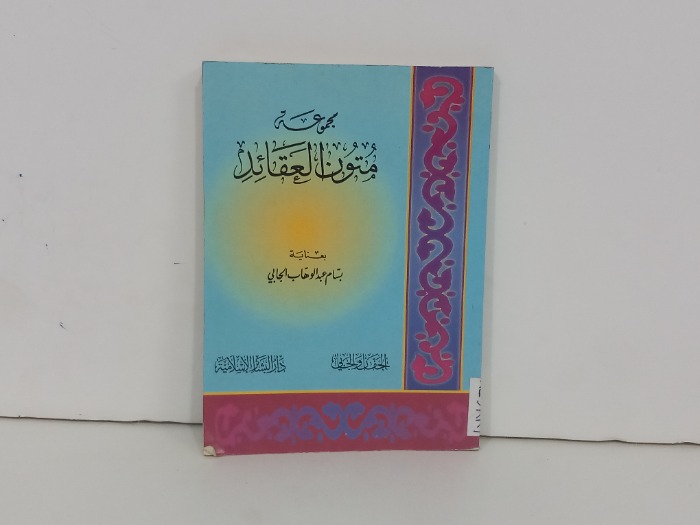 مجموعة
متون العقائد
بعناية
بسام عبد الوهاب الجابي
الجفان والجابي
دار البشائر الإسلامية